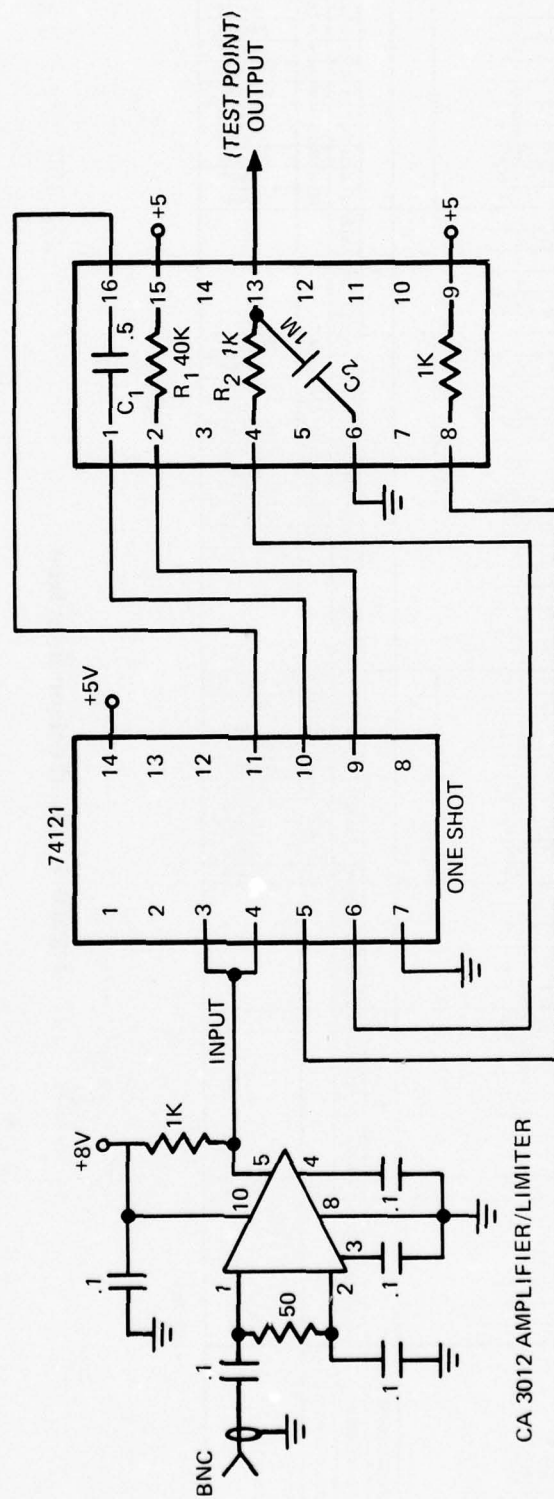 BNC
.1
.1
+8V
1K
1
10
5
50
2
3
8
4
.1
.1
.1
CA 3012 AMPLIFIER/LIMITER
INPUT
74121
1
2
3
4
5
6
7
14
13
12
11
10
9
8
+5V
ONE SHOT
1
2
3
4
5
6
7
8
C1
.5
R1 40K
R2
1K
1M
C2
1K
16
15
14
13
12
11
10
9
+5
+5
(TEST POINT)
OUTPUT